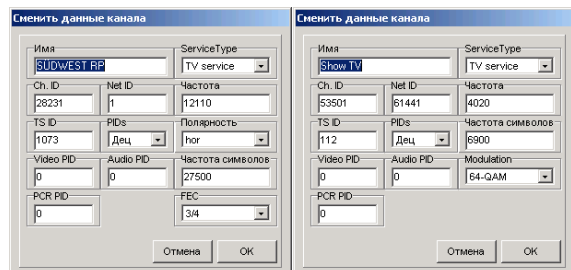 Сменить данные канала
Имя
ServiceType
SÜDWEST RP
TV service
Ch. ID
Net ID
Частота
28231
1
12110
TS ID
PIDs
Полярность
1073
Дец
hor
Video PID
Audio PID
Частота символов
0
0
27500
PCR PID
FEC
0
3/4
Отмена
OK
Сменить данные канала
Имя
ServiceType
Show TV
TV service
Ch. ID
Net ID
Частота
53501
61441
4020
TS ID
PIDs
Частота символов
112
Дец
6900
Video PID
Audio PID
Modulation
0
0
64-QAM
PCR PID
0
Отмена
OK